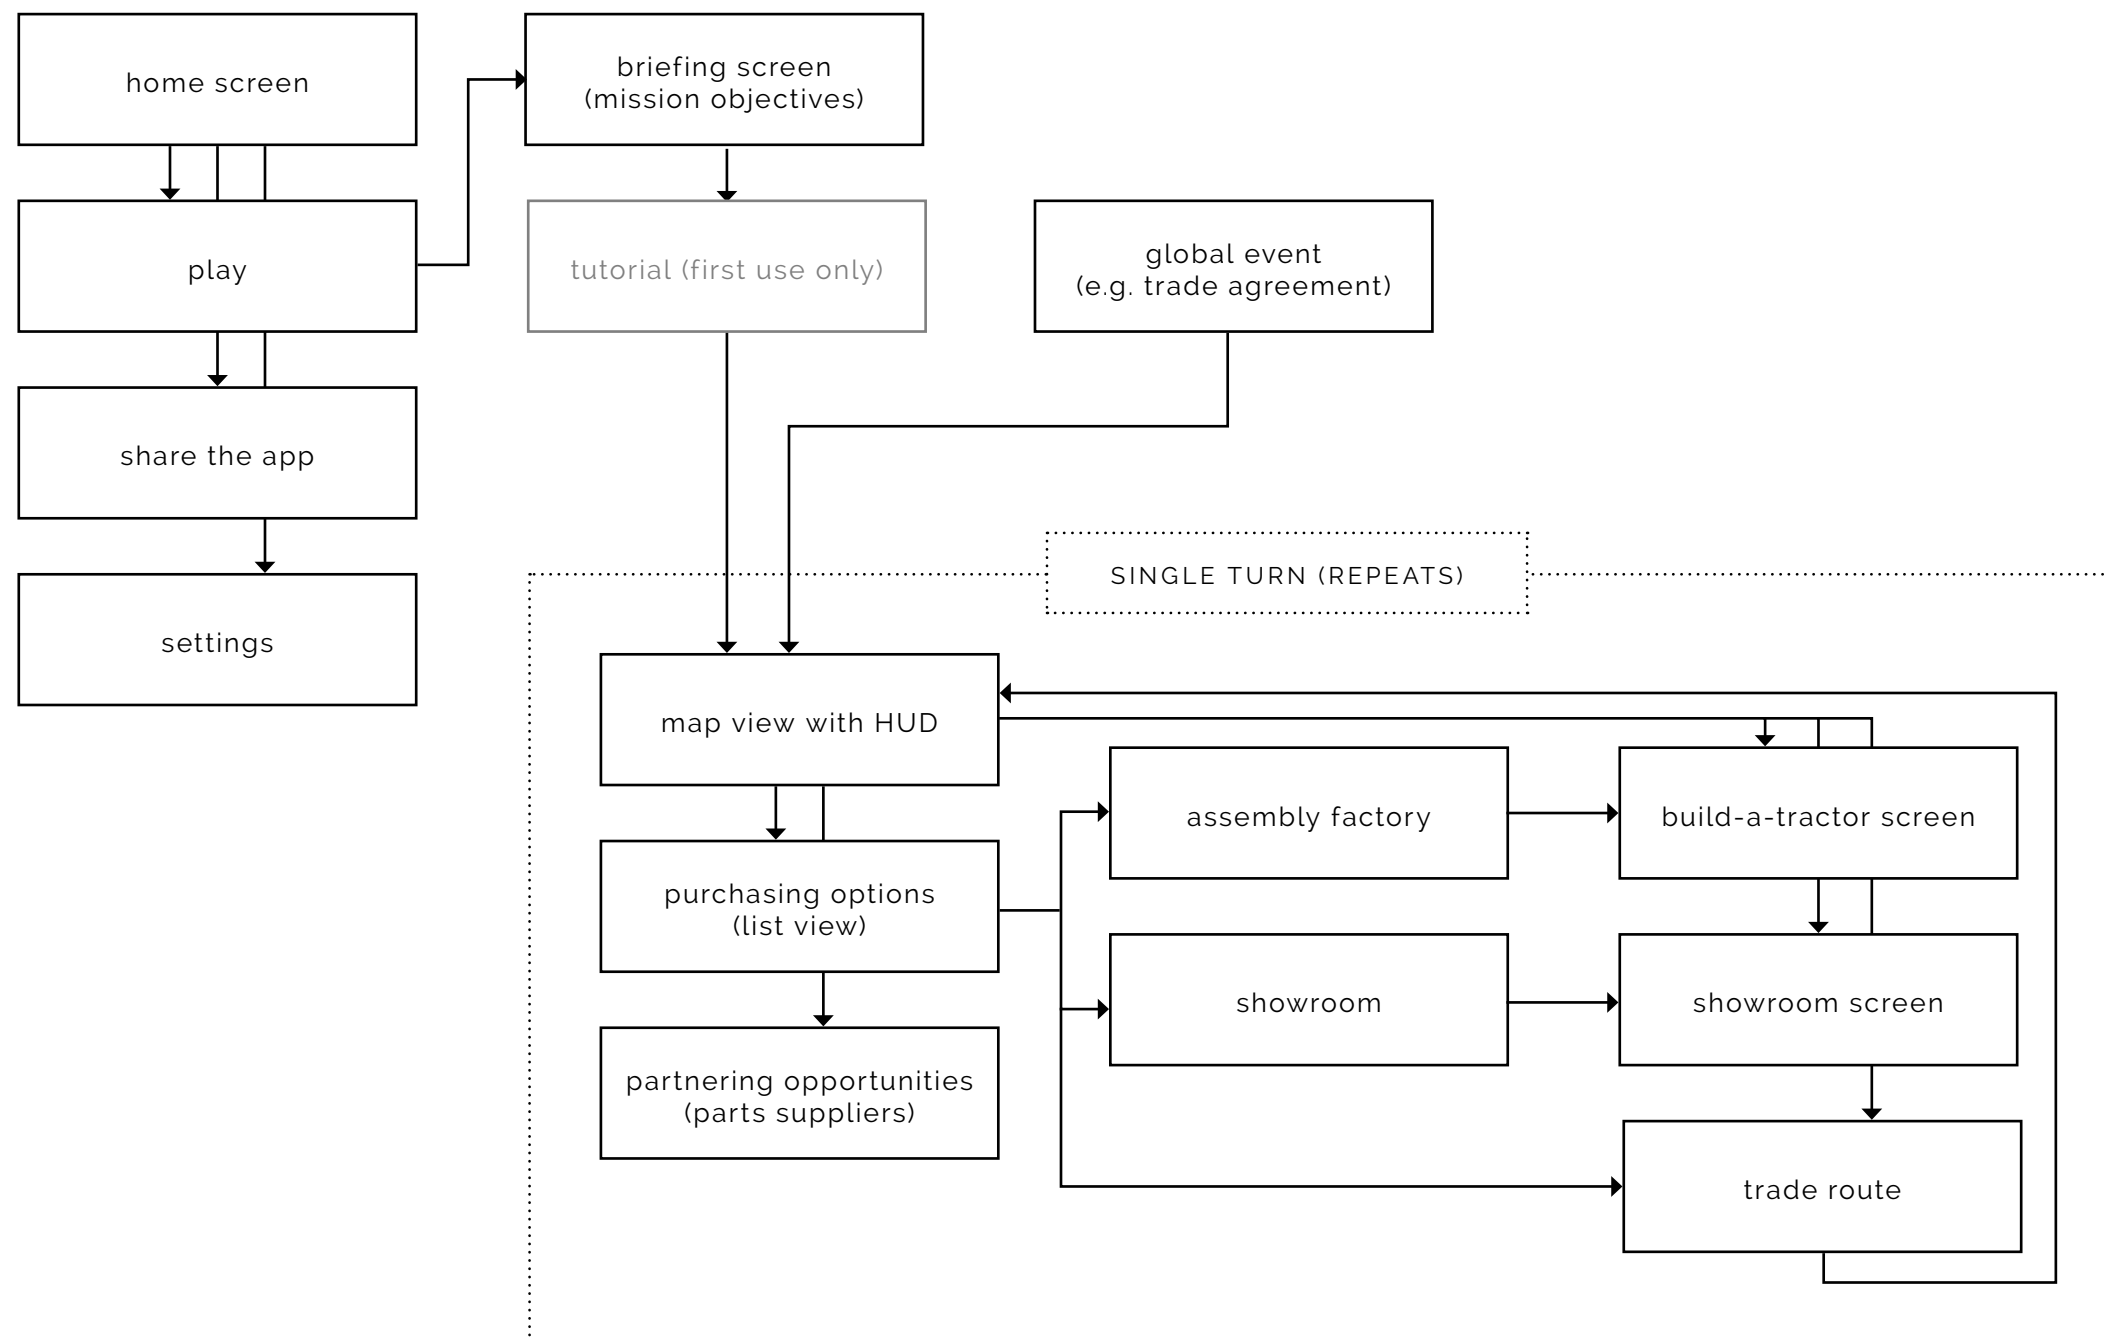 home screen
briefing screen
(mission objectives)
play
tutorial (first use only)
global event
(e.g. trade agreement)
share the app
SINGLE TURN (REPEATS)
settings
map view with HUD
assembly factory
build-a-tractor screen
purchasing options
(list view)
showroom
showroom screen
partnering opportunities
(parts suppliers)
trade route